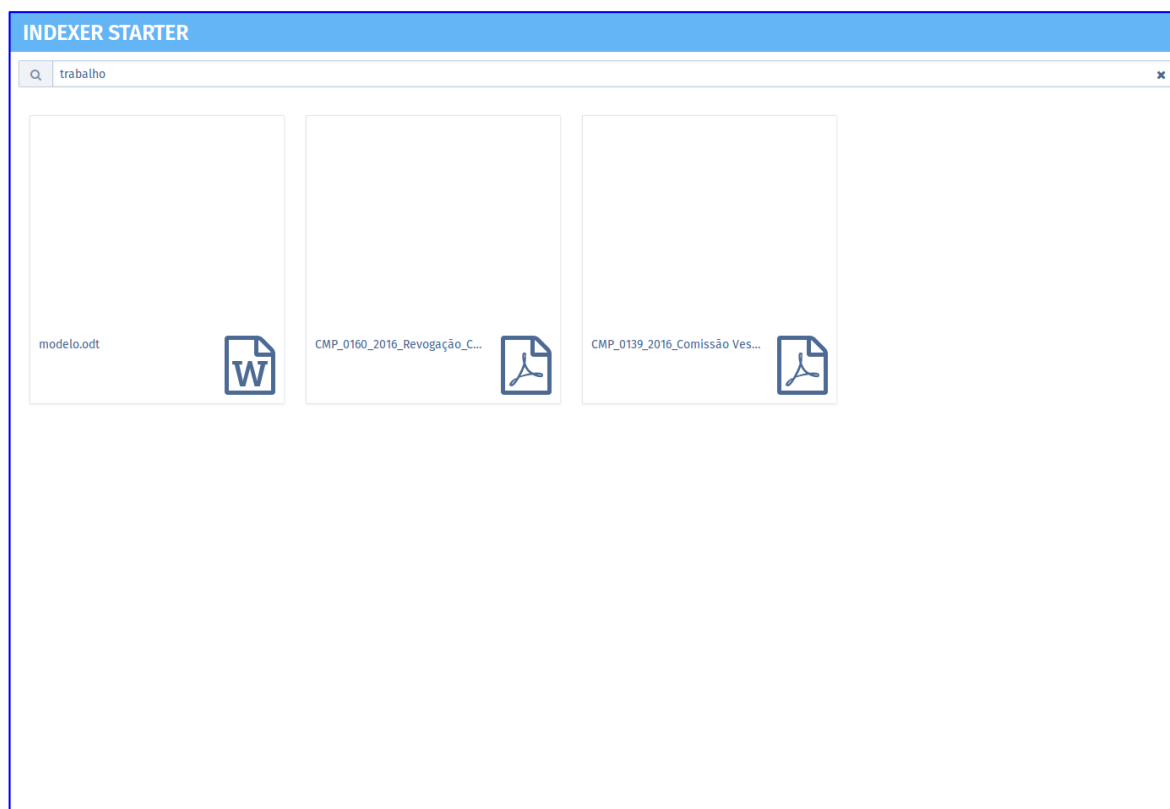 INDEXER STARTER
trabalho
modelo.odt
W
CMP_0160_2016_Revogação_C...
CMP_0139_2016_Comissão Ves...